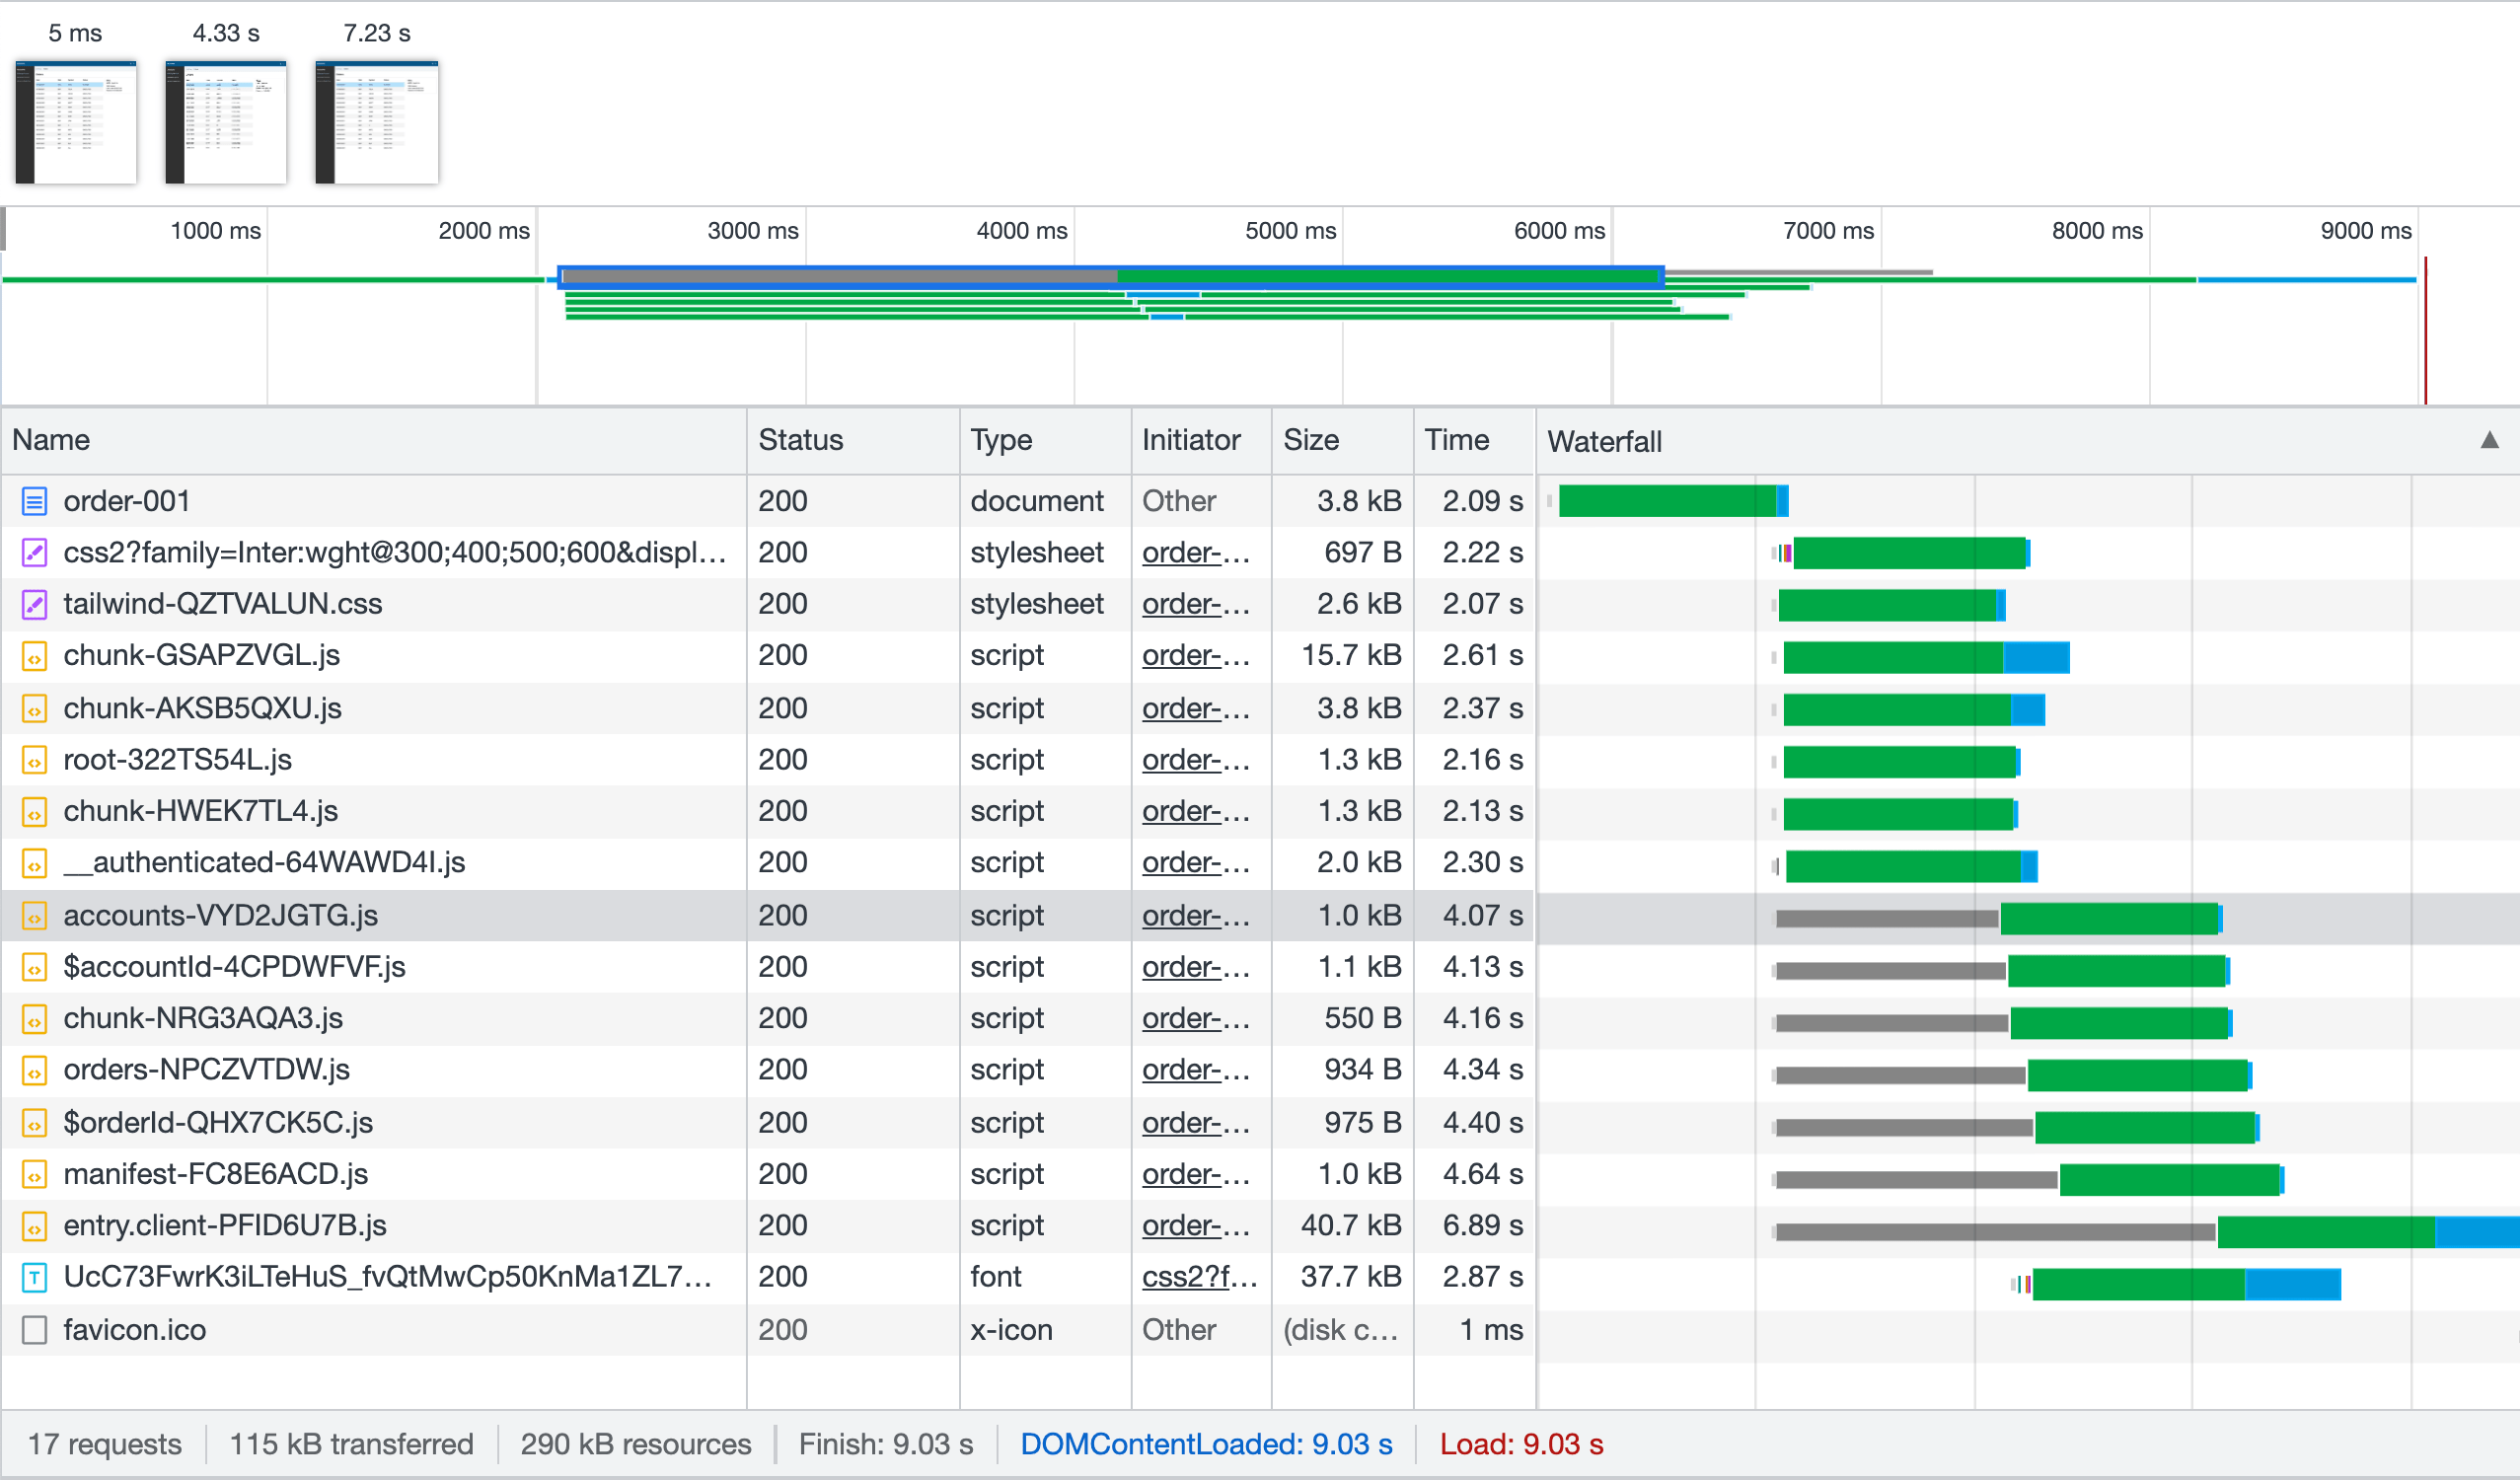 5 ms 4.33 s 7.23 s
1000 ms 2000 ms 3000 ms 4000 ms 5000 ms 6000 ms 7000 ms 8000 ms 9000 ms
Name Status Type Initiator Size Time Waterfall ▲
order-001 200 document Other 3.8 kB 2.09 s
css2?family=Inter:wght@300;400;500;600&displ… 200 stylesheet order-… 697 B 2.22 s
tailwind-QZTVALUN.css 200 stylesheet order-… 2.6 kB 2.07 s
chunk-GSAPZVGL.js 200 script order-… 15.7 kB 2.61 s
chunk-AKSB5QXU.js 200 script order-… 3.8 kB 2.37 s
root-322TS54L.js 200 script order-… 1.3 kB 2.16 s
chunk-HWEK7TL4.js 200 script order-… 1.3 kB 2.13 s
__authenticated-64WAWD4I.js 200 script order-… 2.0 kB 2.30 s
accounts-VYD2JGTG.js 200 script order-… 1.0 kB 4.07 s
$accountId-4CPDWFVF.js 200 script order-… 1.1 kB 4.13 s
chunk-NRG3AQA3.js 200 script order-… 550 B 4.16 s
orders-NPCZVTDW.js 200 script order-… 934 B 4.34 s
$orderId-QHX7CK5C.js 200 script order-… 975 B 4.40 s
manifest-FC8E6ACD.js 200 script order-… 1.0 kB 4.64 s
entry.client-PFID6U7B.js 200 script order-… 40.7 kB 6.89 s
UcC73FwrK3iLTeHuS_fvQtMwCp50KnMa1ZL7… 200 font css2?f… 37.7 kB 2.87 s
favicon.ico 200 x-icon Other (disk c… 1 ms
17 requests 115 kB transferred 290 kB resources Finish: 9.03 s DOMContentLoaded: 9.03 s Load: 9.03 s